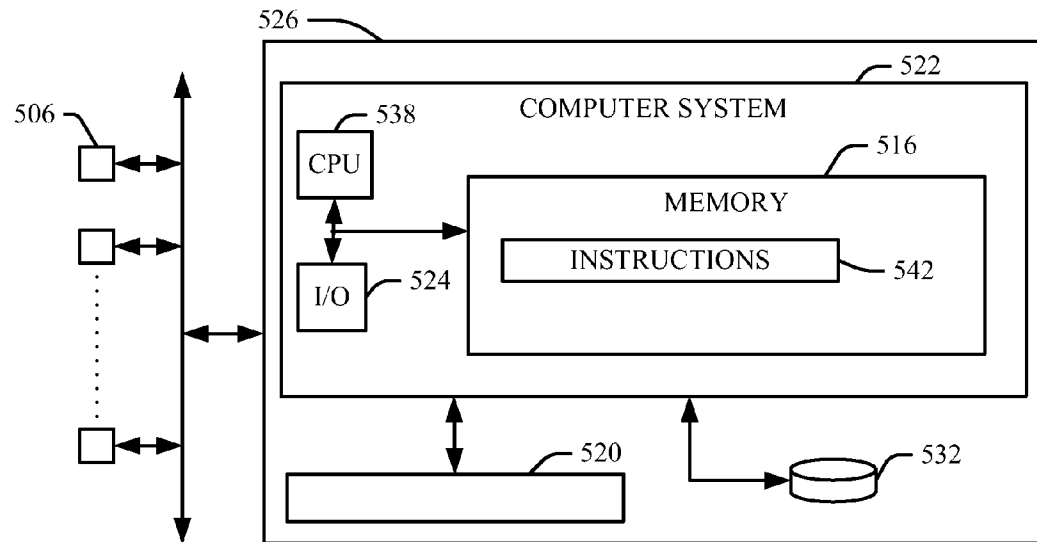 526
522
COMPUTER SYSTEM
506
538
516
CPU
MEMORY
INSTRUCTIONS
542
524
I/O
520
532